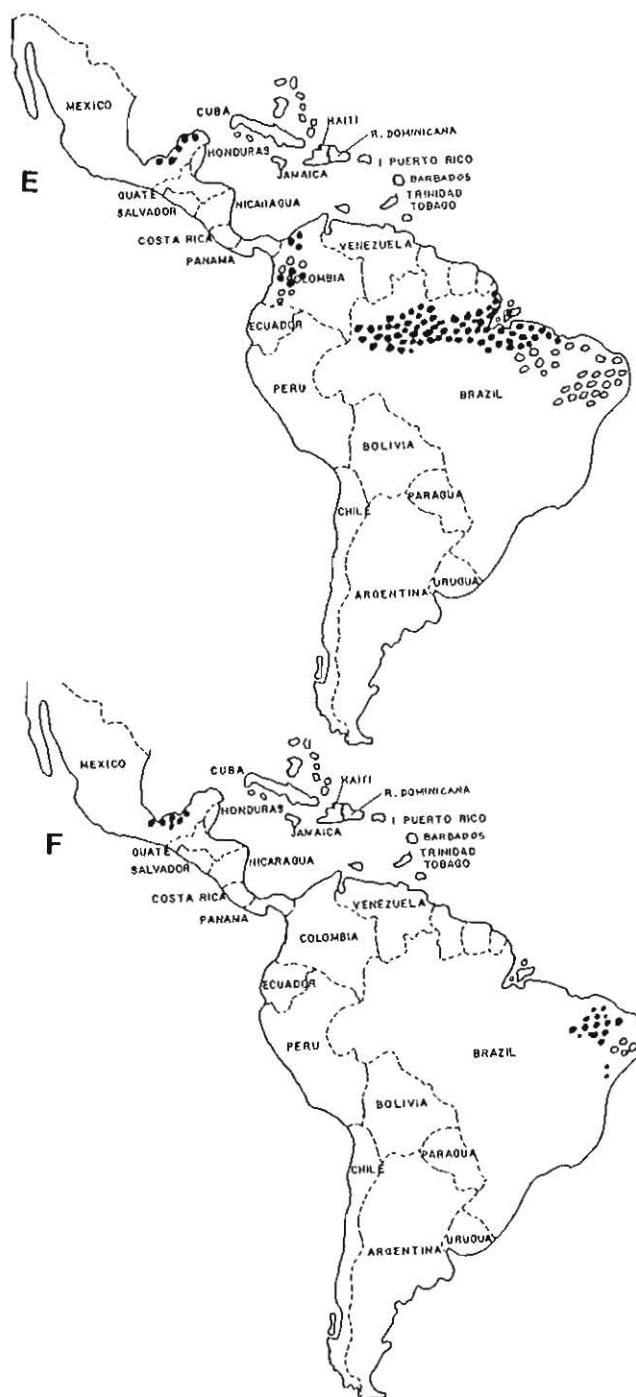 MEXICO
CUBA
HAITI
R. DOMINICANA
HONDURAS
JAMAICA
I PUERTO RICO
E
BARBADOS
GUATE
NICARAGUA
TRINIDAD
SALVADOR
TOBAGO
COSTA RICA
VENEZUELA
PANAMA
COLOMBIA
ECUADOR
PERU
BRAZIL
BOLIVIA
CHILE
PARAGUA
ARGENTINA
URUGUA
MEXICO
CUBA
HAITI
R. DOMINICANA
HONDURAS
JAMAICA
I PUERTO RICO
F
BARBADOS
GUATE
NICARAGUA
TRINIDAD
SALVADOR
TOBAGO
COSTA RICA
VENEZUELA
PANAMA
COLOMBIA
ECUADOR
PERU
BRAZIL
BOLIVIA
CHILE
PARAGUA
ARGENTINA
URUGUA